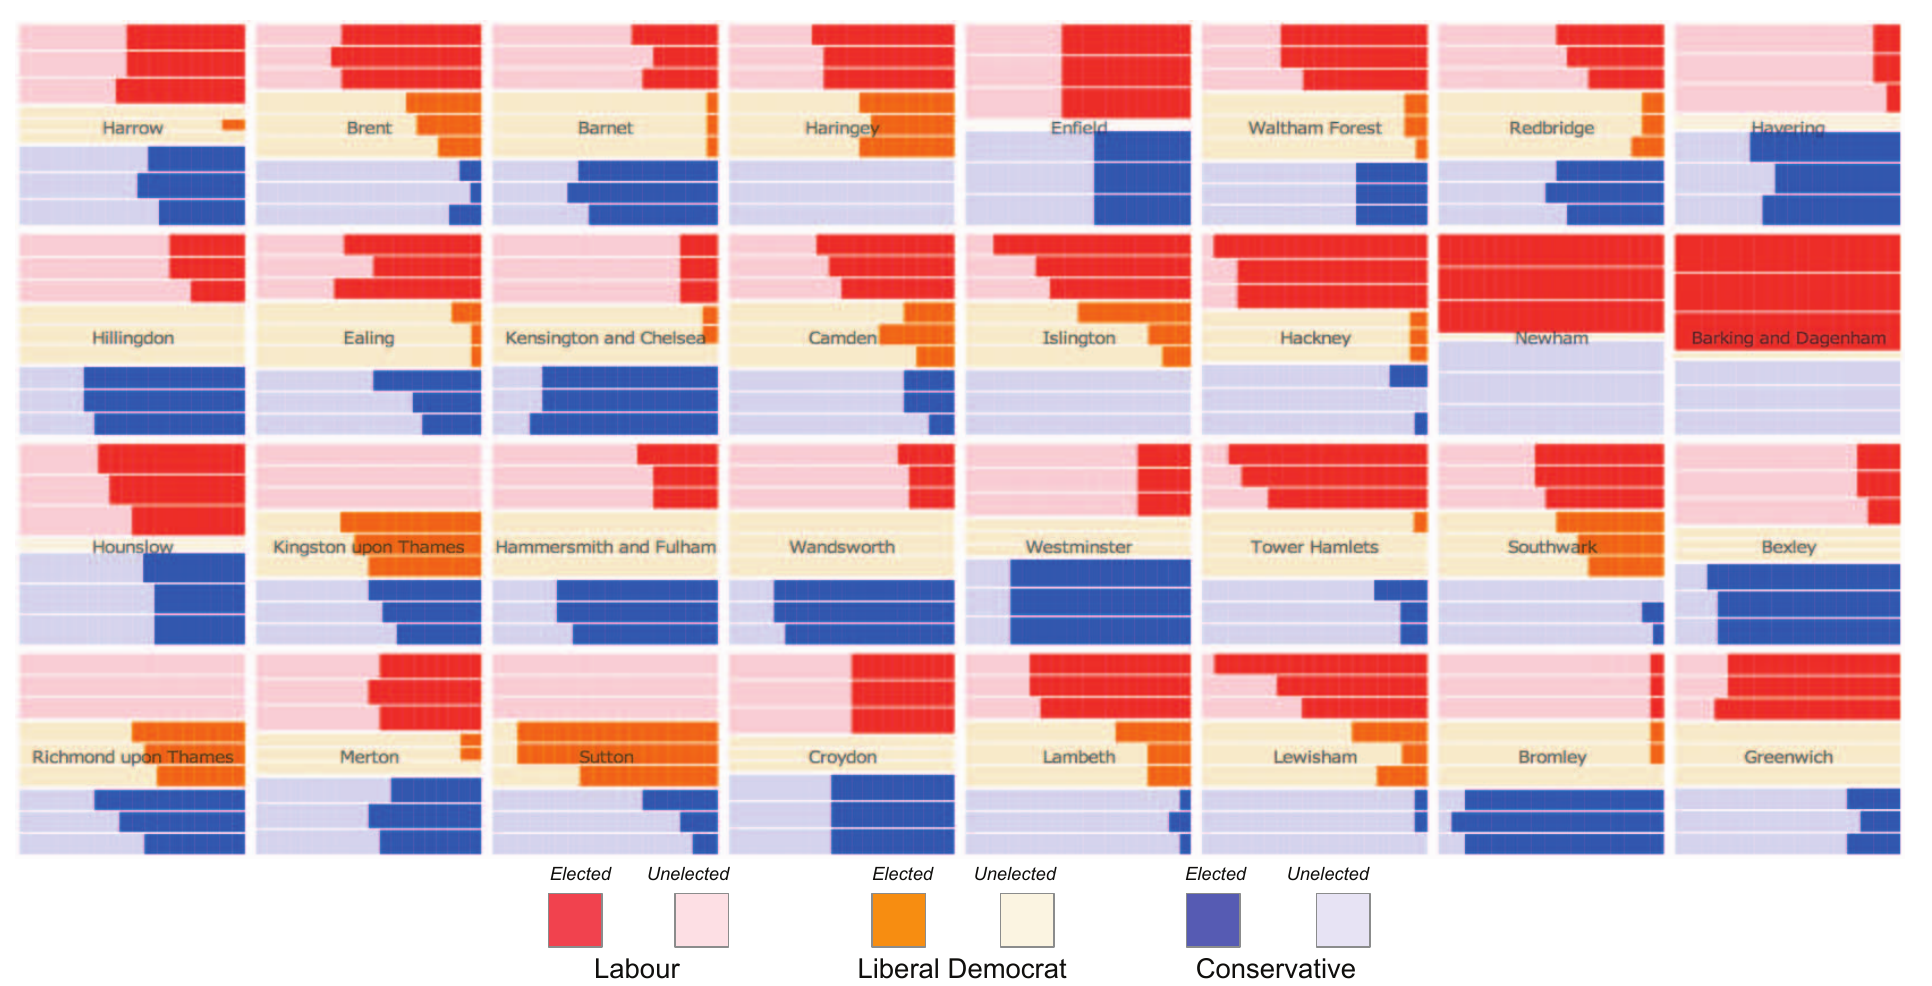 Harrow Brent Barnet Haringey Enfield Waltham Forest Redbridge Havering
Hillingdon Ealing Kensington and Chelsea Camden Islington Hackney Newham Barking and Dagenham
Hounslow Kingston upon Thames Hammersmith and Fulham Wandsworth Westminster Tower Hamlets Southwark Bexley
Richmond upon Thames Merton Sutton Croydon Lambeth Lewisham Bromley Greenwich
Elected Unelected Elected Unelected Elected Unelected
Labour Liberal Democrat Conservative